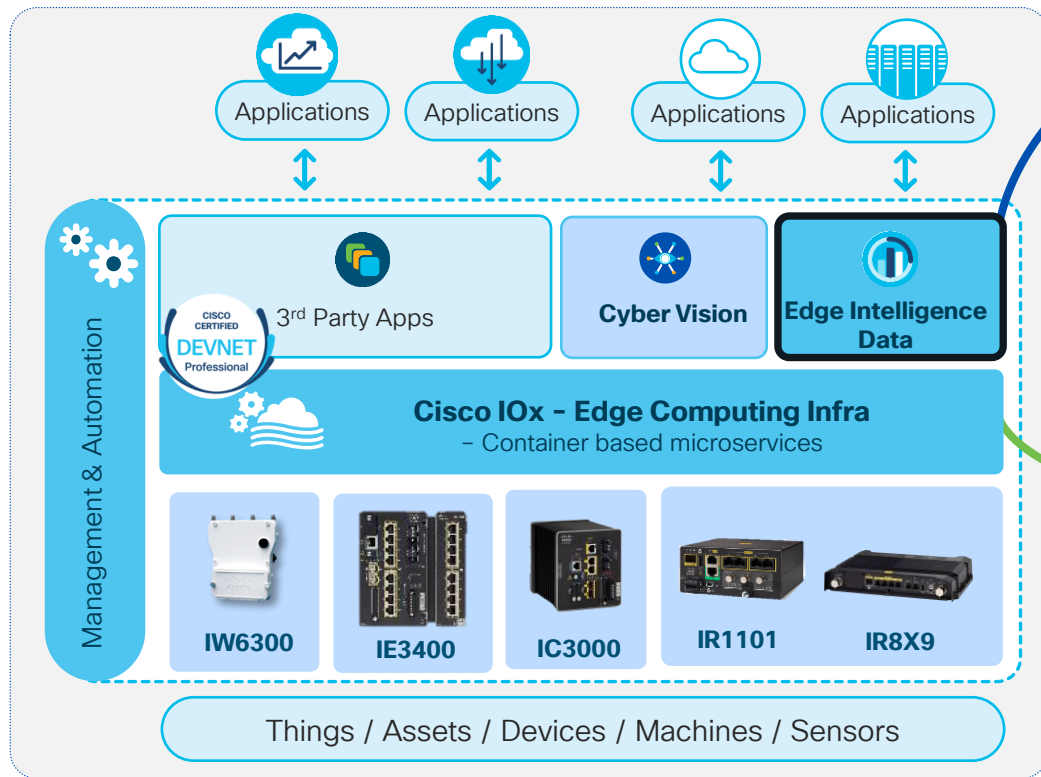 Applications
Applications
Applications
Applications
Management & Automation
3rd Party Apps
Cyber Vision
Edge Intelligence
Data
CISCO
CERTIFIED
DEVNET
Professional
Cisco IOx - Edge Computing Infra
– Container based microservices
IW6300
IE3400
IC3000
IR1101
IR8X9
Things / Assets / Devices / Machines / Sensors